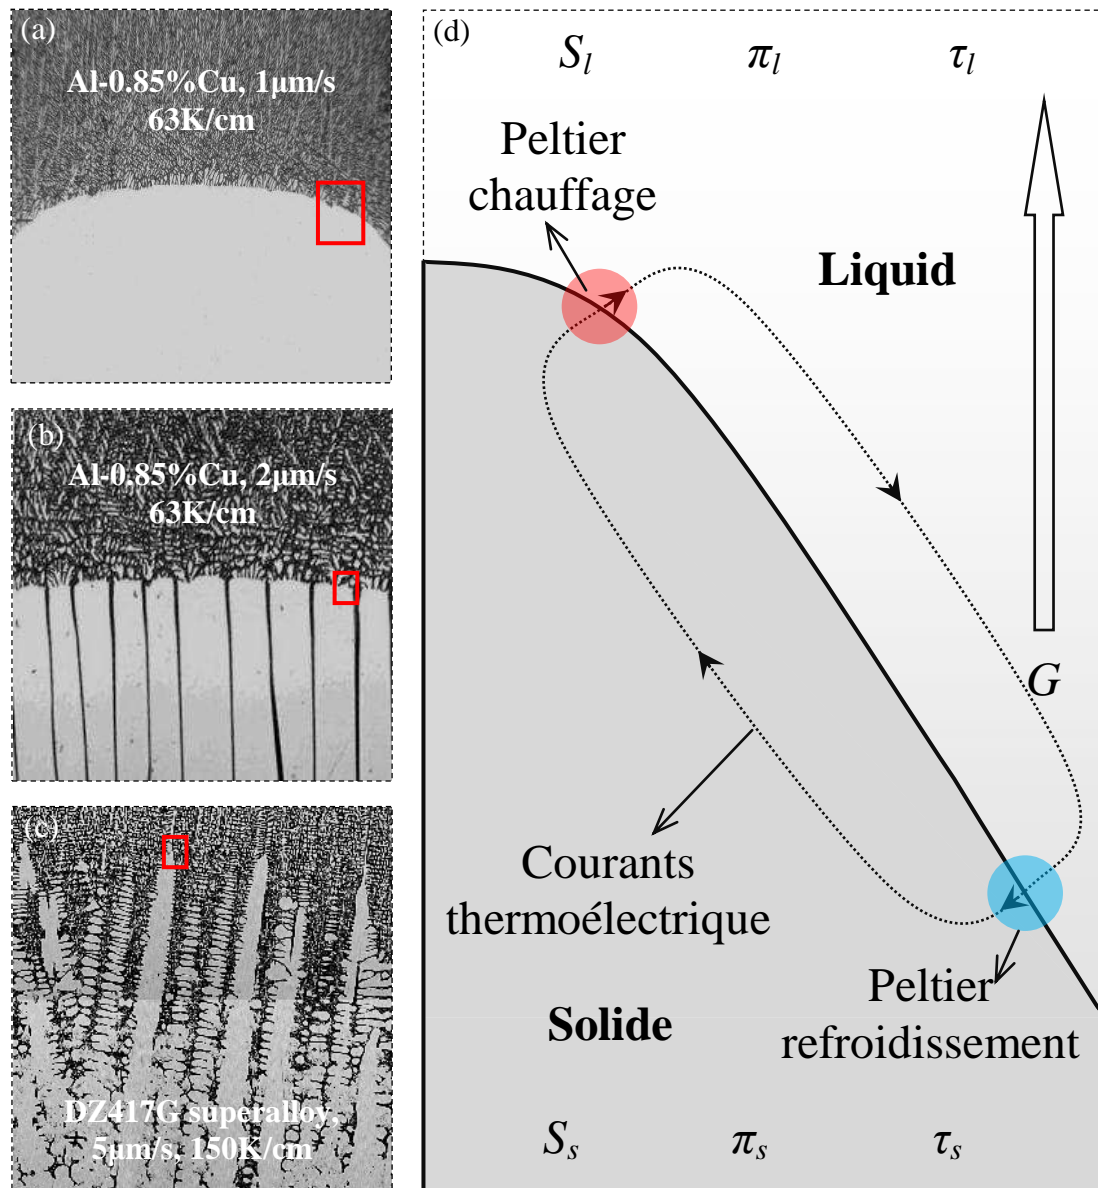 (a)
Al-0.85%Cu, 1μm/s
63K/cm
(b)
Al-0.85%Cu, 2μm/s
63K/cm
(c)
DZ417G superalloy,
5μm/s, 150K/cm
(d)
S_l π_l τ_l
Peltier
chauffage
Liquid
G
Courants
thermoélectrique
Peltier
refroidissement
Solide
S_s π_s τ_s